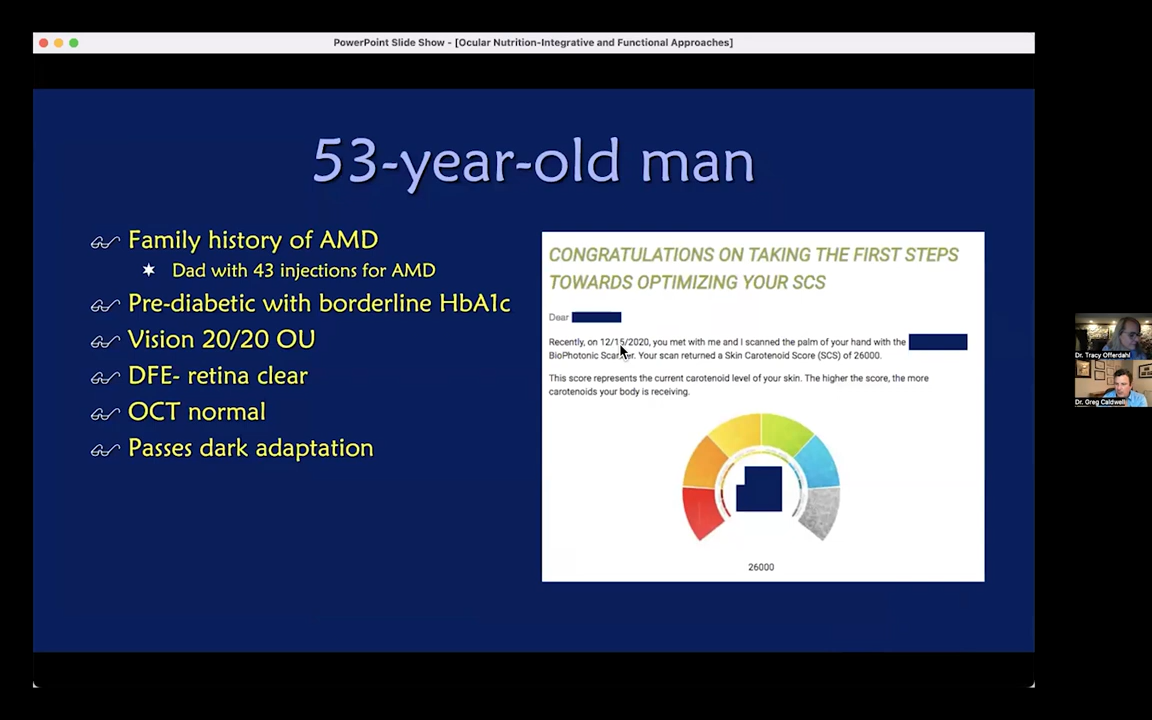 PowerPoint Slide Show - [Ocular Nutrition-Integrative and Functional Approaches]
53-year-old man
Family history of AMD
Dad with 43 injections for AMD
Pre-diabetic with borderline HbA1c
Vision 20/20 OU
DFE- retina clear
OCT normal
Passes dark adaptation
CONGRATULATIONS ON TAKING THE FIRST STEPS
TOWARDS OPTIMIZING YOUR SCS
Dear
Recently, on 12/15/2020, you met with me and I scanned the palm of your hand with the
BioPhotonic Scanner. Your scan returned a Skin Carotenoid Score (SCS) of 26000.
This score represents the current carotenoid level of your skin. The higher the score, the more
carotenoids your body is receiving.
26000
Dr. Tracy Offerdahl
Dr. Greg Caldwell